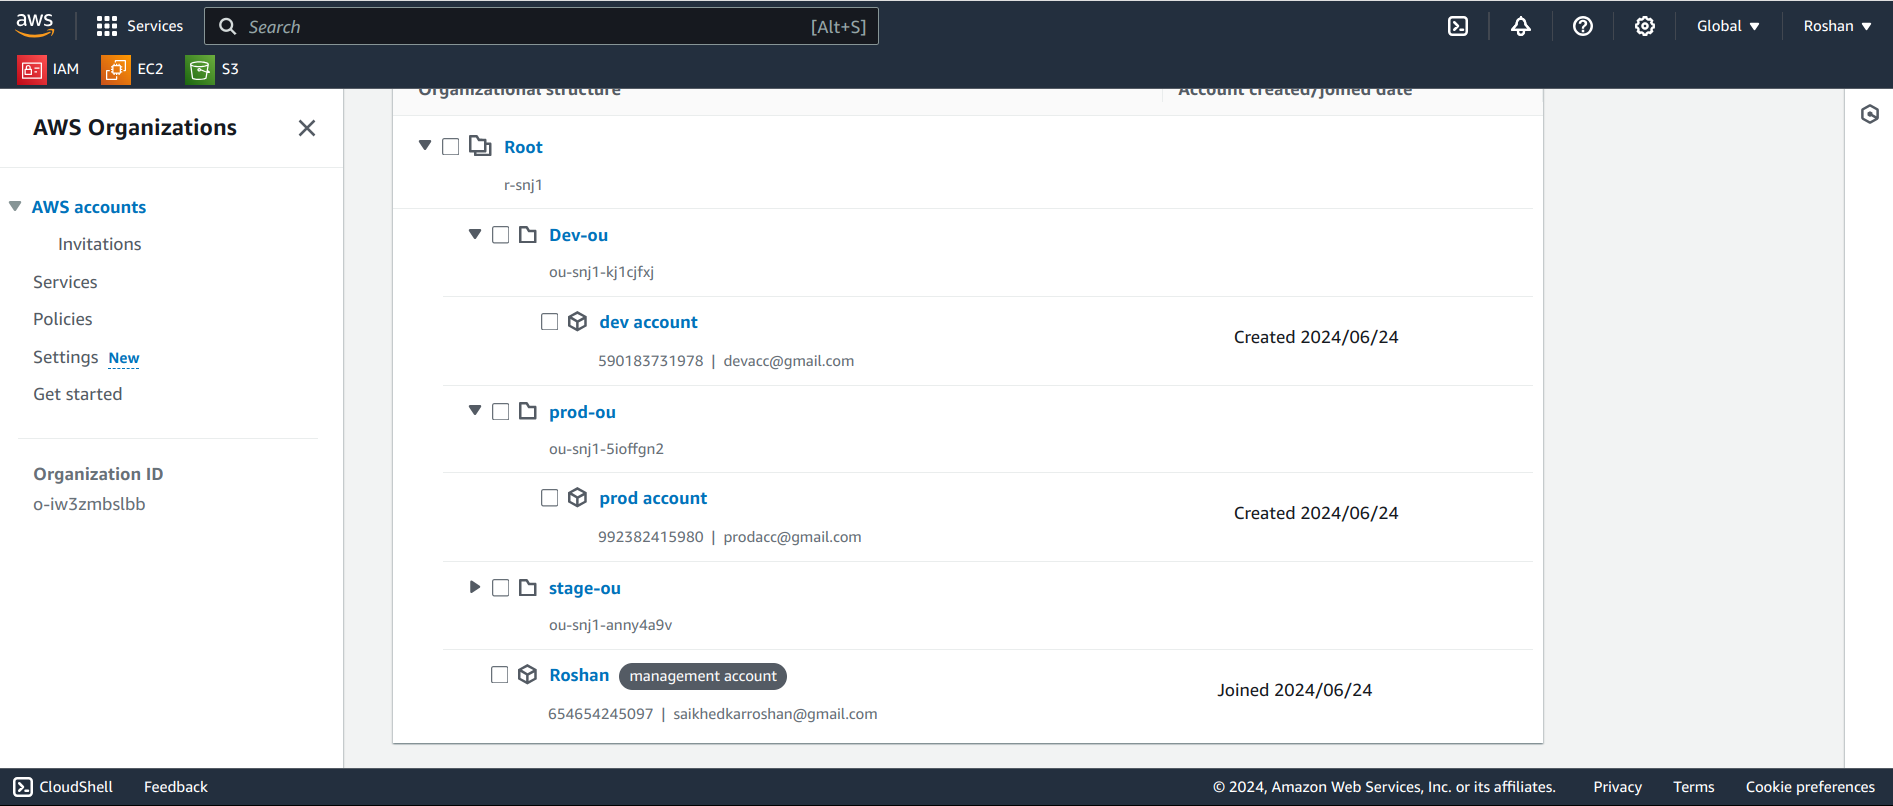 aws
Services
Search
[Alt+S]
Global
Roshan
IAM
EC2
S3
AWS Organizations
AWS accounts
Invitations
Services
Policies
Settings New
Get started
Organization ID
o-iw3zmbslbb
Organizational structure
Account created/joined date
Root
r-snj1
Dev-ou
ou-snj1-kj1cjfxj
dev account
590183731978 | devacc@gmail.com
Created 2024/06/24
prod-ou
ou-snj1-5ioffgn2
prod account
992382415980 | prodacc@gmail.com
Created 2024/06/24
stage-ou
ou-snj1-anny4a9v
Roshan management account
654654245097 | saikhedkarroshan@gmail.com
Joined 2024/06/24
CloudShell
Feedback
© 2024, Amazon Web Services, Inc. or its affiliates.
Privacy
Terms
Cookie preferences